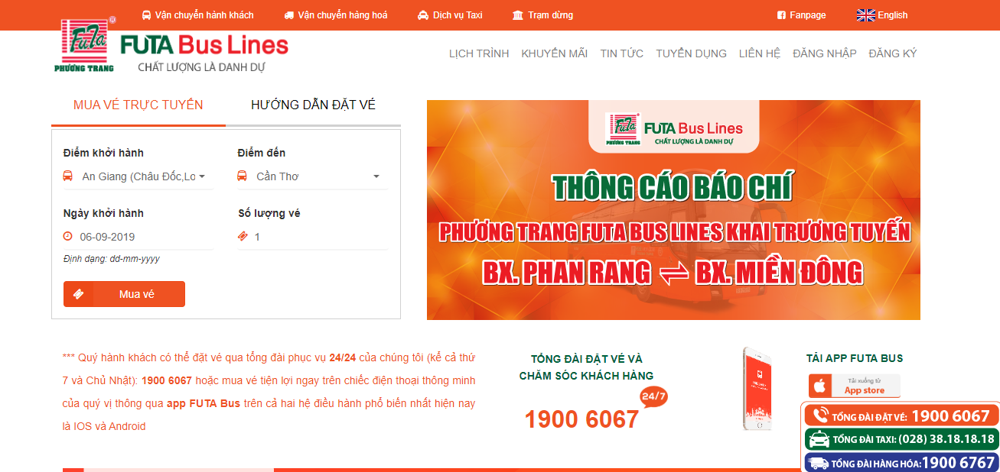 Vận chuyển hành khách
Vận chuyển hàng hoá
Dịch vụ Taxi
Trạm dừng
Fanpage
English
FuTa
®
PHƯƠNG TRANG
FUTA Bus Lines
CHẤT LƯỢNG LÀ DANH DỰ
LỊCH TRÌNH
KHUYẾN MÃI
TIN TỨC
TUYỂN DỤNG
LIÊN HỆ
ĐĂNG NHẬP
ĐĂNG KÝ
MUA VÉ TRỰC TUYẾN
HƯỚNG DẪN ĐẶT VÉ
Điểm khởi hành
Điểm đến
An Giang (Châu Đốc,Lo
Cần Thơ
Ngày khởi hành
Số lượng vé
06-09-2019
1
Định dạng: dd-mm-yyyy
Mua vé
FuTa
PHƯƠNG TRANG
FUTA Bus Lines
CHẤT LƯỢNG LÀ DANH DỰ
THÔNG CÁO BÁO CHÍ
PHƯƠNG TRANG FUTA BUS LINES KHAI TRƯƠNG TUYẾN
BX. PHAN RANG ⇌ BX. MIỀN ĐÔNG
*** Quý hành khách có thể đặt vé qua tổng đài phục vụ 24/24 của chúng tôi (kể cả thứ
7 và Chủ Nhật): 1900 6067 hoặc mua vé tiện lợi ngay trên chiếc điện thoại thông minh
của quý vị thông qua app FUTA Bus trên cả hai hệ điều hành phổ biến nhất hiện nay
là IOS và Android
TỔNG ĐÀI ĐẶT VÉ VÀ
CHĂM SÓC KHÁCH HÀNG
24/7
1900 6067
TẢI APP FUTA BUS
Tải xuống từ
App store
TỔNG ĐÀI ĐẶT VÉ: 1900 6067
TỔNG ĐÀI TAXI: (028) 38.18.18.18
TỔNG ĐÀI HÀNG HÓA: 1900 6767